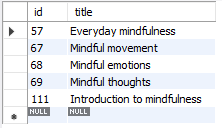 id title
57 Everyday mindfulness
67 Mindful movement
68 Mindful emotions
69 Mindful thoughts
111 Introduction to mindfulness
NULL NULL